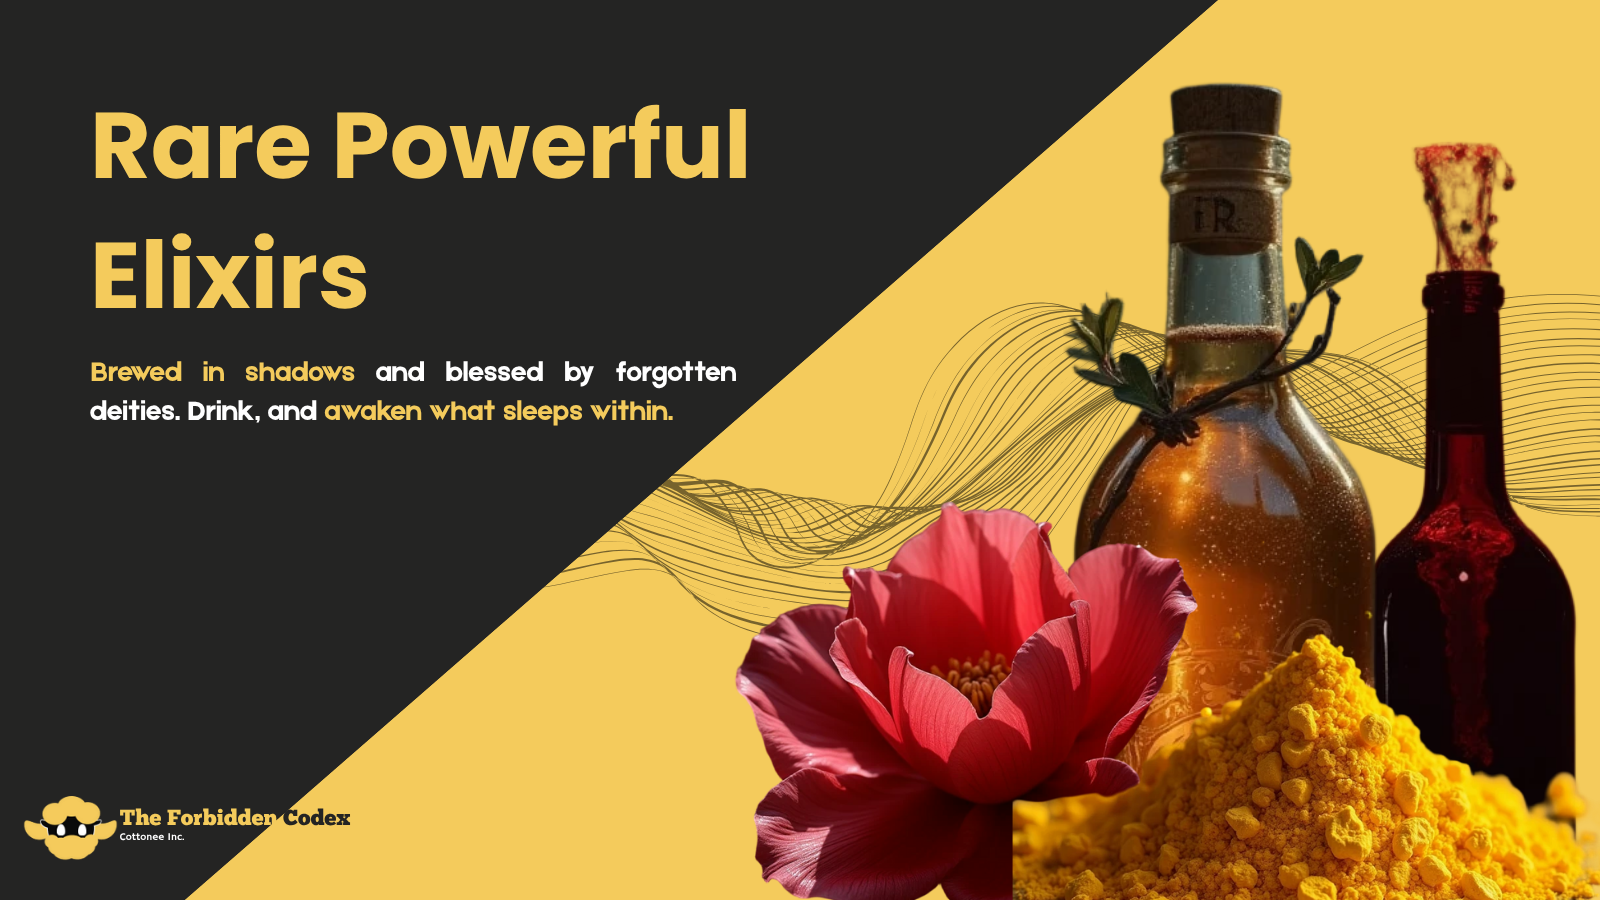 Rare Powerful
Elixirs
Brewed in shadows and blessed by forgotten
deities. Drink, and awaken what sleeps within.
iR
The Forbidden Codex
Cottonee Inc.